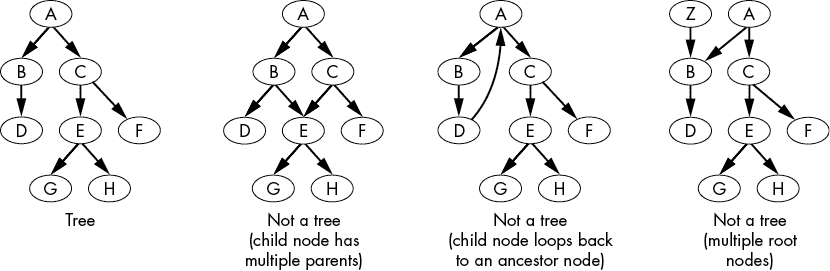 A
B C
D E F
G H
Tree
A
B C
D E F
G H
Not a tree
(child node has
multiple parents)
A
B C
D E F
G H
Not a tree
(child node loops back
to an ancestor node)
Z A
B C
D E F
G H
Not a tree
(multiple root
nodes)